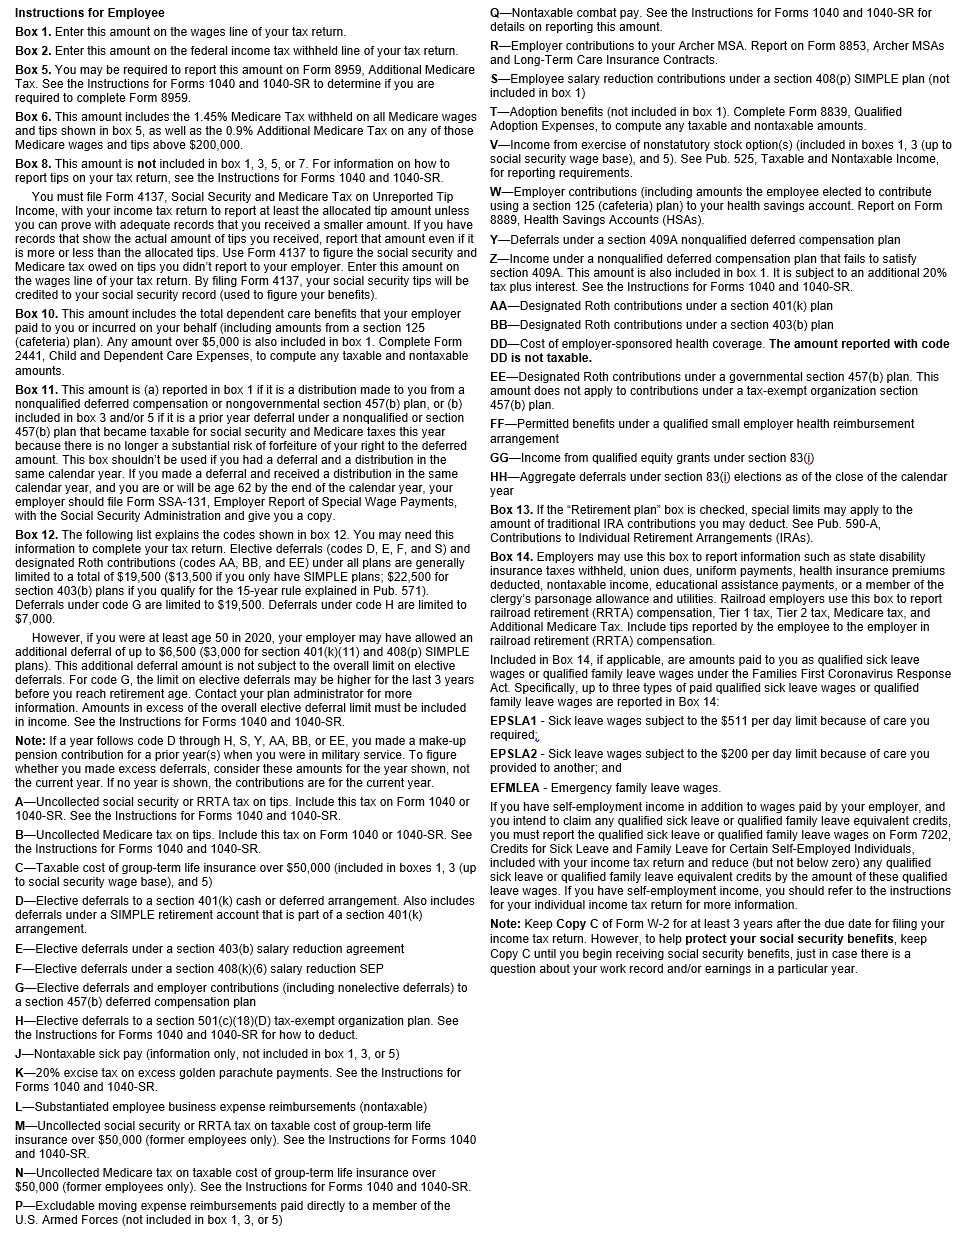 Instructions for Employee
Box 1. Enter this amount on the wages line of your tax return.
Box 2. Enter this amount on the federal income tax withheld line of your tax return.
Box 5. You may be required to report this amount on Form 8959, Additional Medicare
Tax. See the Instructions for Forms 1040 and 1040-SR to determine if you are
required to complete Form 8959.
Box 6. This amount includes the 1.45% Medicare Tax withheld on all Medicare wages
and tips shown in box 5, as well as the 0.9% Additional Medicare Tax on any of those
Medicare wages and tips above $200,000.
Box 8. This amount is not included in box 1, 3, 5, or 7. For information on how to
report tips on your tax return, see the Instructions for Forms 1040 and 1040-SR.
You must file Form 4137, Social Security and Medicare Tax on Unreported Tip
Income, with your income tax return to report at least the allocated tip amount unless
you can prove with adequate records that you received a smaller amount. If you have
records that show the actual amount of tips you received, report that amount even if it
is more or less than the allocated tips. Use Form 4137 to figure the social security and
Medicare tax owed on tips you didn't report to your employer. Enter this amount on
the wages line of your tax return. By filing Form 4137, your social security tips will be
credited to your social security record (used to figure your benefits).
Box 10. This amount includes the total dependent care benefits that your employer
paid to you or incurred on your behalf (including amounts from a section 125
(cafeteria) plan). Any amount over $5,000 is also included in box 1. Complete Form
2441, Child and Dependent Care Expenses, to compute any taxable and nontaxable
amounts.
Box 11. This amount is (a) reported in box 1 if it is a distribution made to you from a
nonqualified deferred compensation or nongovernmental section 457(b) plan, or (b)
included in box 3 and/or 5 if it is a prior year deferral under a nonqualified or section
457(b) plan that became taxable for social security and Medicare taxes this year
because there is no longer a substantial risk of forfeiture of your right to the deferred
amount. This box shouldn't be used if you had a deferral and a distribution in the
same calendar year. If you made a deferral and received a distribution in the same
calendar year, and you are or will be age 62 by the end of the calendar year, your
employer should file Form SSA-131, Employer Report of Special Wage Payments,
with the Social Security Administration and give you a copy.
Box 12. The following list explains the codes shown in box 12. You may need this
information to complete your tax return. Elective deferrals (codes D, E, F, and S) and
designated Roth contributions (codes AA, BB, and EE) under all plans are generally
limited to a total of $19,500 ($13,500 if you only have SIMPLE plans; $22,500 for
section 403(b) plans if you qualify for the 15-year rule explained in Pub. 571).
Deferrals under code G are limited to $19,500. Deferrals under code H are limited to
$7,000.
However, if you were at least age 50 in 2020, your employer may have allowed an
additional deferral of up to $6,500 ($3,000 for section 401(k)(11) and 408(p) SIMPLE
plans). This additional deferral amount is not subject to the overall limit on elective
deferrals. For code G, the limit on elective deferrals may be higher for the last 3 years
before you reach retirement age. Contact your plan administrator for more
information. Amounts in excess of the overall elective deferral limit must be included
in income. See the Instructions for Forms 1040 and 1040-SR.
Note: If a year follows code D through H, S, Y, AA, BB, or EE, you made a make-up
pension contribution for a prior year(s) when you were in military service. To figure
whether you made excess deferrals, consider these amounts for the year shown, not
the current year. If no year is shown, the contributions are for the current year.
A—Uncollected social security or RRTA tax on tips. Include this tax on Form 1040 or
1040-SR. See the Instructions for Forms 1040 and 1040-SR.
B—Uncollected Medicare tax on tips. Include this tax on Form 1040 or 1040-SR. See
the Instructions for Forms 1040 and 1040-SR.
C—Taxable cost of group-term life insurance over $50,000 (included in boxes 1, 3 (up
to social security wage base), and 5)
D—Elective deferrals to a section 401(k) cash or deferred arrangement. Also includes
deferrals under a SIMPLE retirement account that is part of a section 401(k)
arrangement.
E—Elective deferrals under a section 403(b) salary reduction agreement
F—Elective deferrals under a section 408(k)(6) salary reduction SEP
G—Elective deferrals and employer contributions (including nonelective deferrals) to
a section 457(b) deferred compensation plan
H—Elective deferrals to a section 501(c)(18)(D) tax-exempt organization plan. See
the Instructions for Forms 1040 and 1040-SR for how to deduct.
J—Nontaxable sick pay (information only, not included in box 1, 3, or 5)
K—20% excise tax on excess golden parachute payments. See the Instructions for
Forms 1040 and 1040-SR.
L—Substantiated employee business expense reimbursements (nontaxable)
M—Uncollected social security or RRTA tax on taxable cost of group-term life
insurance over $50,000 (former employees only). See the Instructions for Forms 1040
and 1040-SR.
N—Uncollected Medicare tax on taxable cost of group-term life insurance over
$50,000 (former employees only). See the Instructions for Forms 1040 and 1040-SR.
P—Excludable moving expense reimbursements paid directly to a member of the
U.S. Armed Forces (not included in box 1, 3, or 5)
Q—Nontaxable combat pay. See the Instructions for Forms 1040 and 1040-SR for
details on reporting this amount.
R—Employer contributions to your Archer MSA. Report on Form 8853, Archer MSAs
and Long-Term Care Insurance Contracts.
S—Employee salary reduction contributions under a section 408(p) SIMPLE plan (not
included in box 1)
T—Adoption benefits (not included in box 1). Complete Form 8839, Qualified
Adoption Expenses, to compute any taxable and nontaxable amounts.
V—Income from exercise of nonstatutory stock option(s) (included in boxes 1, 3 (up to
social security wage base), and 5). See Pub. 525, Taxable and Nontaxable Income,
for reporting requirements.
W—Employer contributions (including amounts the employee elected to contribute
using a section 125 (cafeteria) plan) to your health savings account. Report on Form
8889, Health Savings Accounts (HSAs).
Y—Deferrals under a section 409A nonqualified deferred compensation plan
Z—Income under a nonqualified deferred compensation plan that fails to satisfy
section 409A. This amount is also included in box 1. It is subject to an additional 20%
tax plus interest. See the Instructions for Forms 1040 and 1040-SR.
AA—Designated Roth contributions under a section 401(k) plan
BB—Designated Roth contributions under a section 403(b) plan
DD—Cost of employer-sponsored health coverage. The amount reported with code
DD is not taxable.
EE—Designated Roth contributions under a governmental section 457(b) plan. This
amount does not apply to contributions under a tax-exempt organization section
457(b) plan.
FF—Permitted benefits under a qualified small employer health reimbursement
arrangement
GG—Income from qualified equity grants under section 83(i)
HH—Aggregate deferrals under section 83(i) elections as of the close of the calendar
year
Box 13. If the “Retirement plan” box is checked, special limits may apply to the
amount of traditional IRA contributions you may deduct. See Pub. 590-A,
Contributions to Individual Retirement Arrangements (IRAs).
Box 14. Employers may use this box to report information such as state disability
insurance taxes withheld, union dues, uniform payments, health insurance premiums
deducted, nontaxable income, educational assistance payments, or a member of the
clergy's parsonage allowance and utilities. Railroad employers use this box to report
railroad retirement (RRTA) compensation, Tier 1 tax, Tier 2 tax, Medicare tax, and
Additional Medicare Tax. Include tips reported by the employee to the employer in
railroad retirement (RRTA) compensation.
Included in Box 14, if applicable, are amounts paid to you as qualified sick leave
wages or qualified family leave wages under the Families First Coronavirus Response
Act. Specifically, up to three types of paid qualified sick leave wages or qualified
family leave wages are reported in Box 14:
EPSLA1 - Sick leave wages subject to the $511 per day limit because of care you
required;
EPSLA2 - Sick leave wages subject to the $200 per day limit because of care you
provided to another; and
EFMLEA - Emergency family leave wages.
If you have self-employment income in addition to wages paid by your employer, and
you intend to claim any qualified sick leave or qualified family leave equivalent credits,
you must report the qualified sick leave or qualified family leave wages on Form 7202,
Credits for Sick Leave and Family Leave for Certain Self-Employed Individuals,
included with your income tax return and reduce (but not below zero) any qualified
sick leave or qualified family leave equivalent credits by the amount of these qualified
leave wages. If you have self-employment income, you should refer to the instructions
for your individual income tax return for more information.
Note: Keep Copy C of Form W-2 for at least 3 years after the due date for filing your
income tax return. However, to help protect your social security benefits, keep
Copy C until you begin receiving social security benefits, just in case there is a
question about your work record and/or earnings in a particular year.